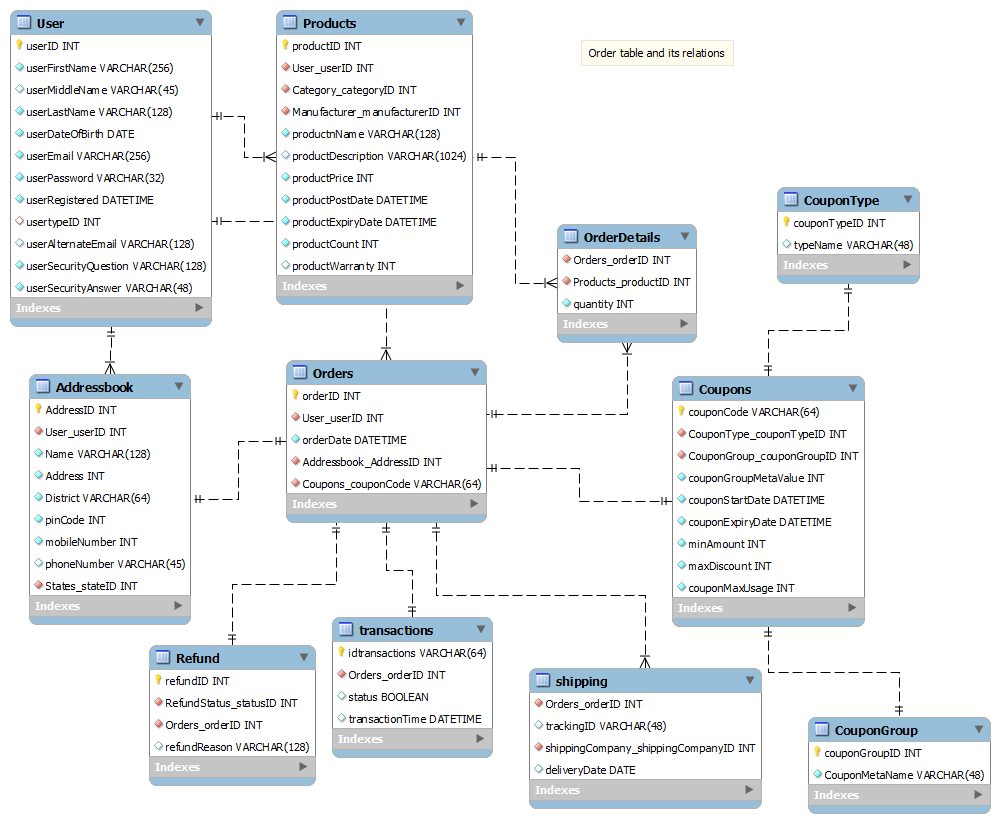 User
userID INT
userFirstName VARCHAR(256)
userMiddleName VARCHAR(45)
userLastName VARCHAR(128)
userDateOfBirth DATE
userEmail VARCHAR(256)
userPassword VARCHAR(32)
userRegistered DATETIME
usertypeID INT
userAlternateEmail VARCHAR(128)
userSecurityQuestion VARCHAR(128)
userSecurityAnswer VARCHAR(48)
Indexes
Products
productID INT
User_userID INT
Category_categoryID INT
Manufacturer_manufacturerID INT
productnName VARCHAR(128)
productDescription VARCHAR(1024)
productPrice INT
productPostDate DATETIME
productExpiryDate DATETIME
productCount INT
productWarranty INT
Indexes
Order table and its relations
OrderDetails
Orders_orderID INT
Products_productID INT
quantity INT
Indexes
CouponType
couponTypeID INT
typeName VARCHAR(48)
Indexes
Addressbook
AddressID INT
User_userID INT
Name VARCHAR(128)
Address INT
District VARCHAR(64)
pinCode INT
mobileNumber INT
phoneNumber VARCHAR(45)
States_stateID INT
Indexes
Orders
orderID INT
User_userID INT
orderDate DATETIME
Addressbook_AddressID INT
Coupons_couponCode VARCHAR(64)
Indexes
Coupons
couponCode VARCHAR(64)
CouponType_couponTypeID INT
CouponGroup_couponGroupID INT
couponGroupMetaValue INT
couponStartDate DATETIME
couponExpiryDate DATETIME
minAmount INT
maxDiscount INT
couponMaxUsage INT
Indexes
Refund
refundID INT
RefundStatus_statusID INT
Orders_orderID INT
refundReason VARCHAR(128)
Indexes
transactions
idtransactions VARCHAR(64)
Orders_orderID INT
status BOOLEAN
transactionTime DATETIME
Indexes
shipping
Orders_orderID INT
trackingID VARCHAR(48)
shippingCompany_shippingCompanyID INT
deliveryDate DATE
Indexes
CouponGroup
couponGroupID INT
CouponMetaName VARCHAR(48)
Indexes